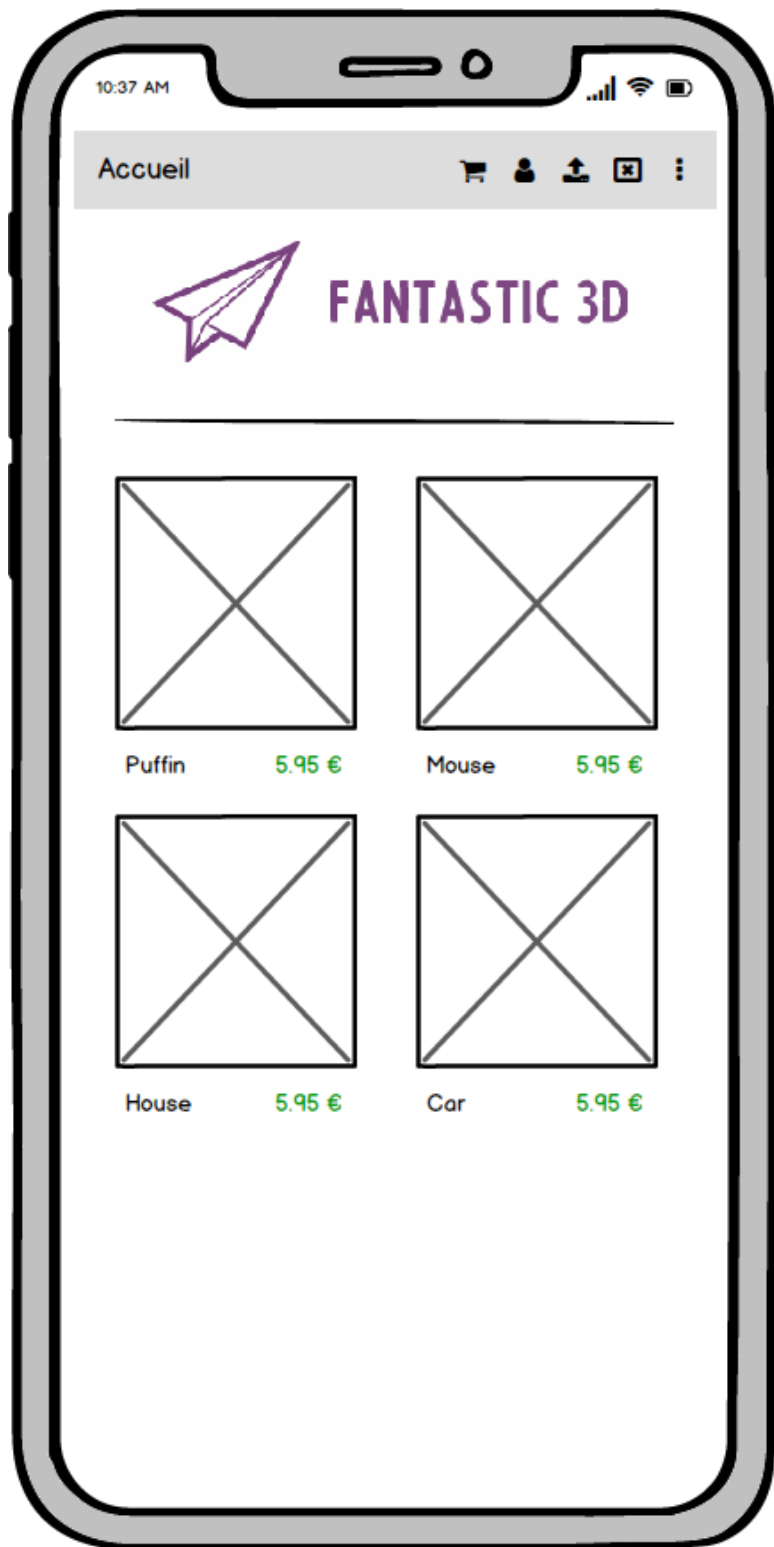 10:37 AM
Accueil
FANTASTIC 3D
Puffin 5.95 € Mouse 5.95 €
House 5.95 € Car 5.95 €